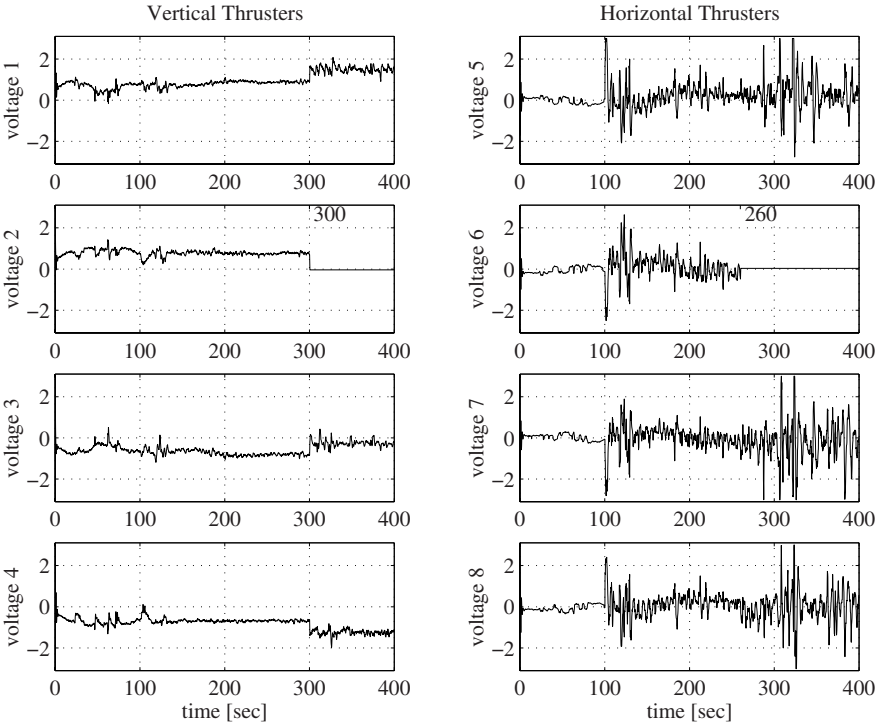 Vertical Thrusters
voltage 1
2
0
−2
0 100 200 300 400
voltage 2
300
2
0
−2
0 100 200 300 400
voltage 3
2
0
−2
0 100 200 300 400
voltage 4
2
0
−2
0 100 200 300 400
time [sec]
Horizontal Thrusters
voltage 5
2
0
−2
0 100 200 300 400
voltage 6
260
2
0
−2
0 100 200 300 400
voltage 7
2
0
−2
0 100 200 300 400
voltage 8
2
0
−2
0 100 200 300 400
time [sec]